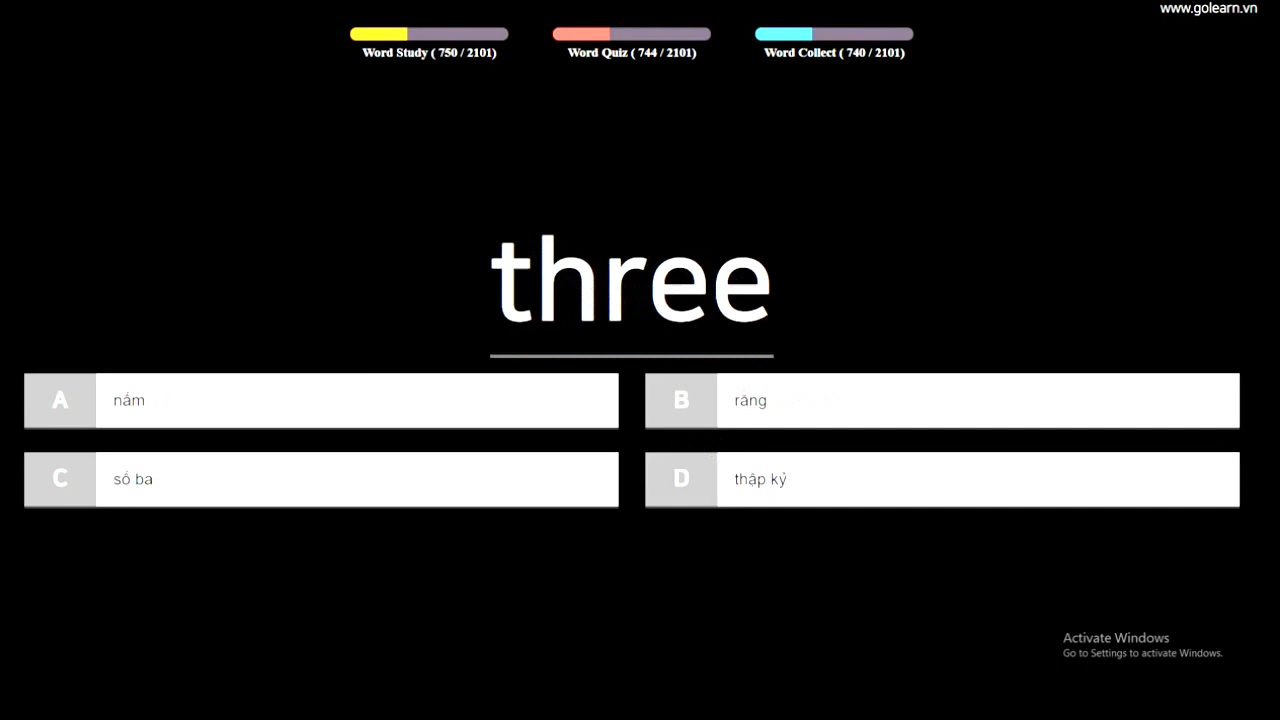 www.golearn.vn
Word Study ( 750 / 2101)
Word Quiz ( 744 / 2101)
Word Collect ( 740 / 2101)
three
A nấm
B răng
C số ba
D thập kỷ
Activate Windows
Go to Settings to activate Windows.